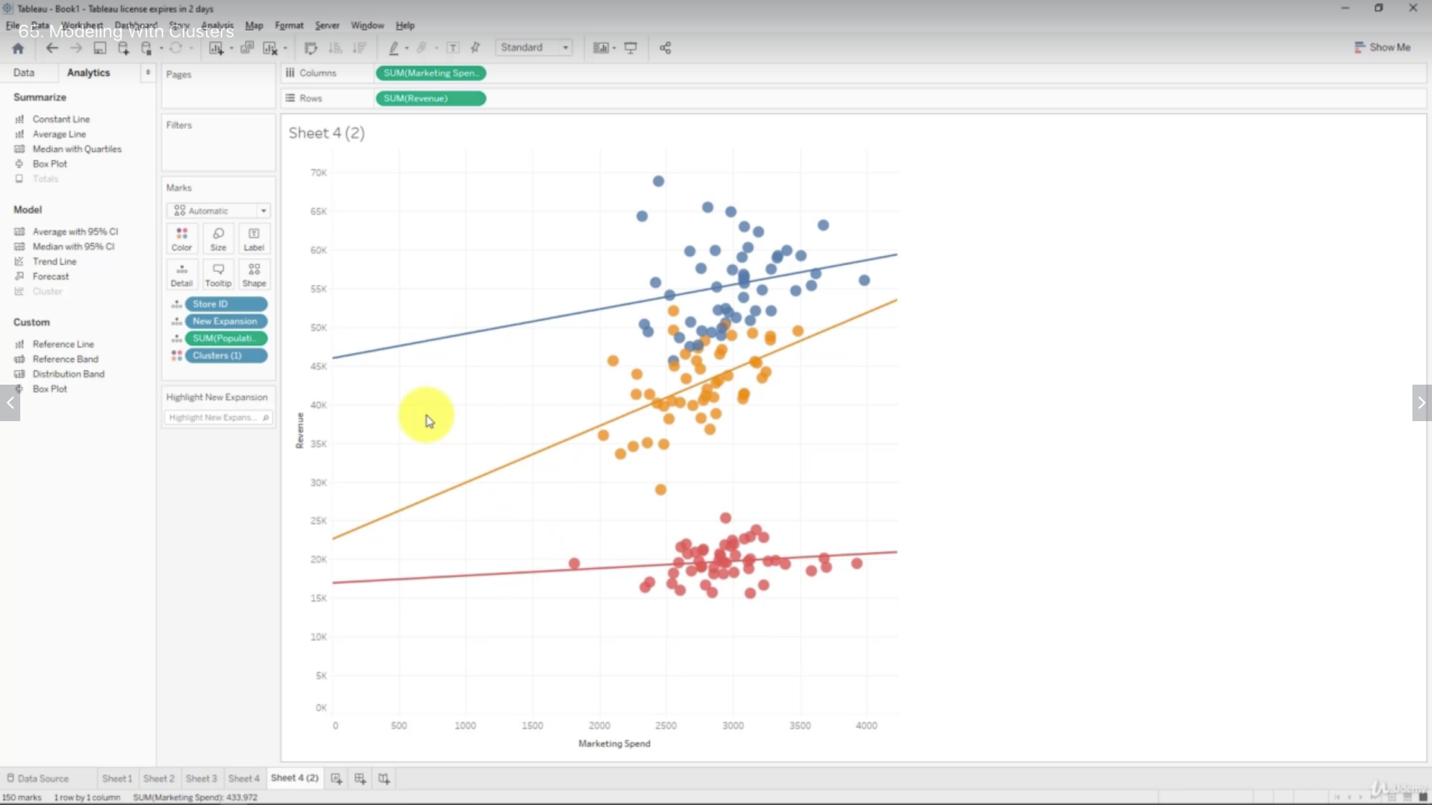 Tableau - Book1 - Tableau license expires in 2 days
File Data Worksheet Dashboard Story Analysis Map Format Server Window Help
65. Modeling With Clusters
Standard
Show Me
Data Analytics
Summarize
Constant Line
Average Line
Median with Quartiles
Box Plot
Totals
Model
Average with 95% CI
Median with 95% CI
Trend Line
Forecast
Cluster
Custom
Reference Line
Reference Band
Distribution Band
Box Plot
Pages
Filters
Marks
Automatic
Color Size Label
Detail Tooltip Shape
Store ID
New Expansion
SUM(Populati..
Clusters (1)
Highlight New Expansion
Highlight New Expans...
Columns SUM(Marketing Spen..
Rows SUM(Revenue)
Sheet 4 (2)
70K
65K
60K
55K
50K
45K
40K
35K
30K
25K
20K
15K
10K
5K
0K
Revenue
0 500 1000 1500 2000 2500 3000 3500 4000
Marketing Spend
Data Source Sheet 1 Sheet 2 Sheet 3 Sheet 4 Sheet 4 (2)
150 marks 1 row by 1 column SUM(Marketing Spend): 433,972
Udemy